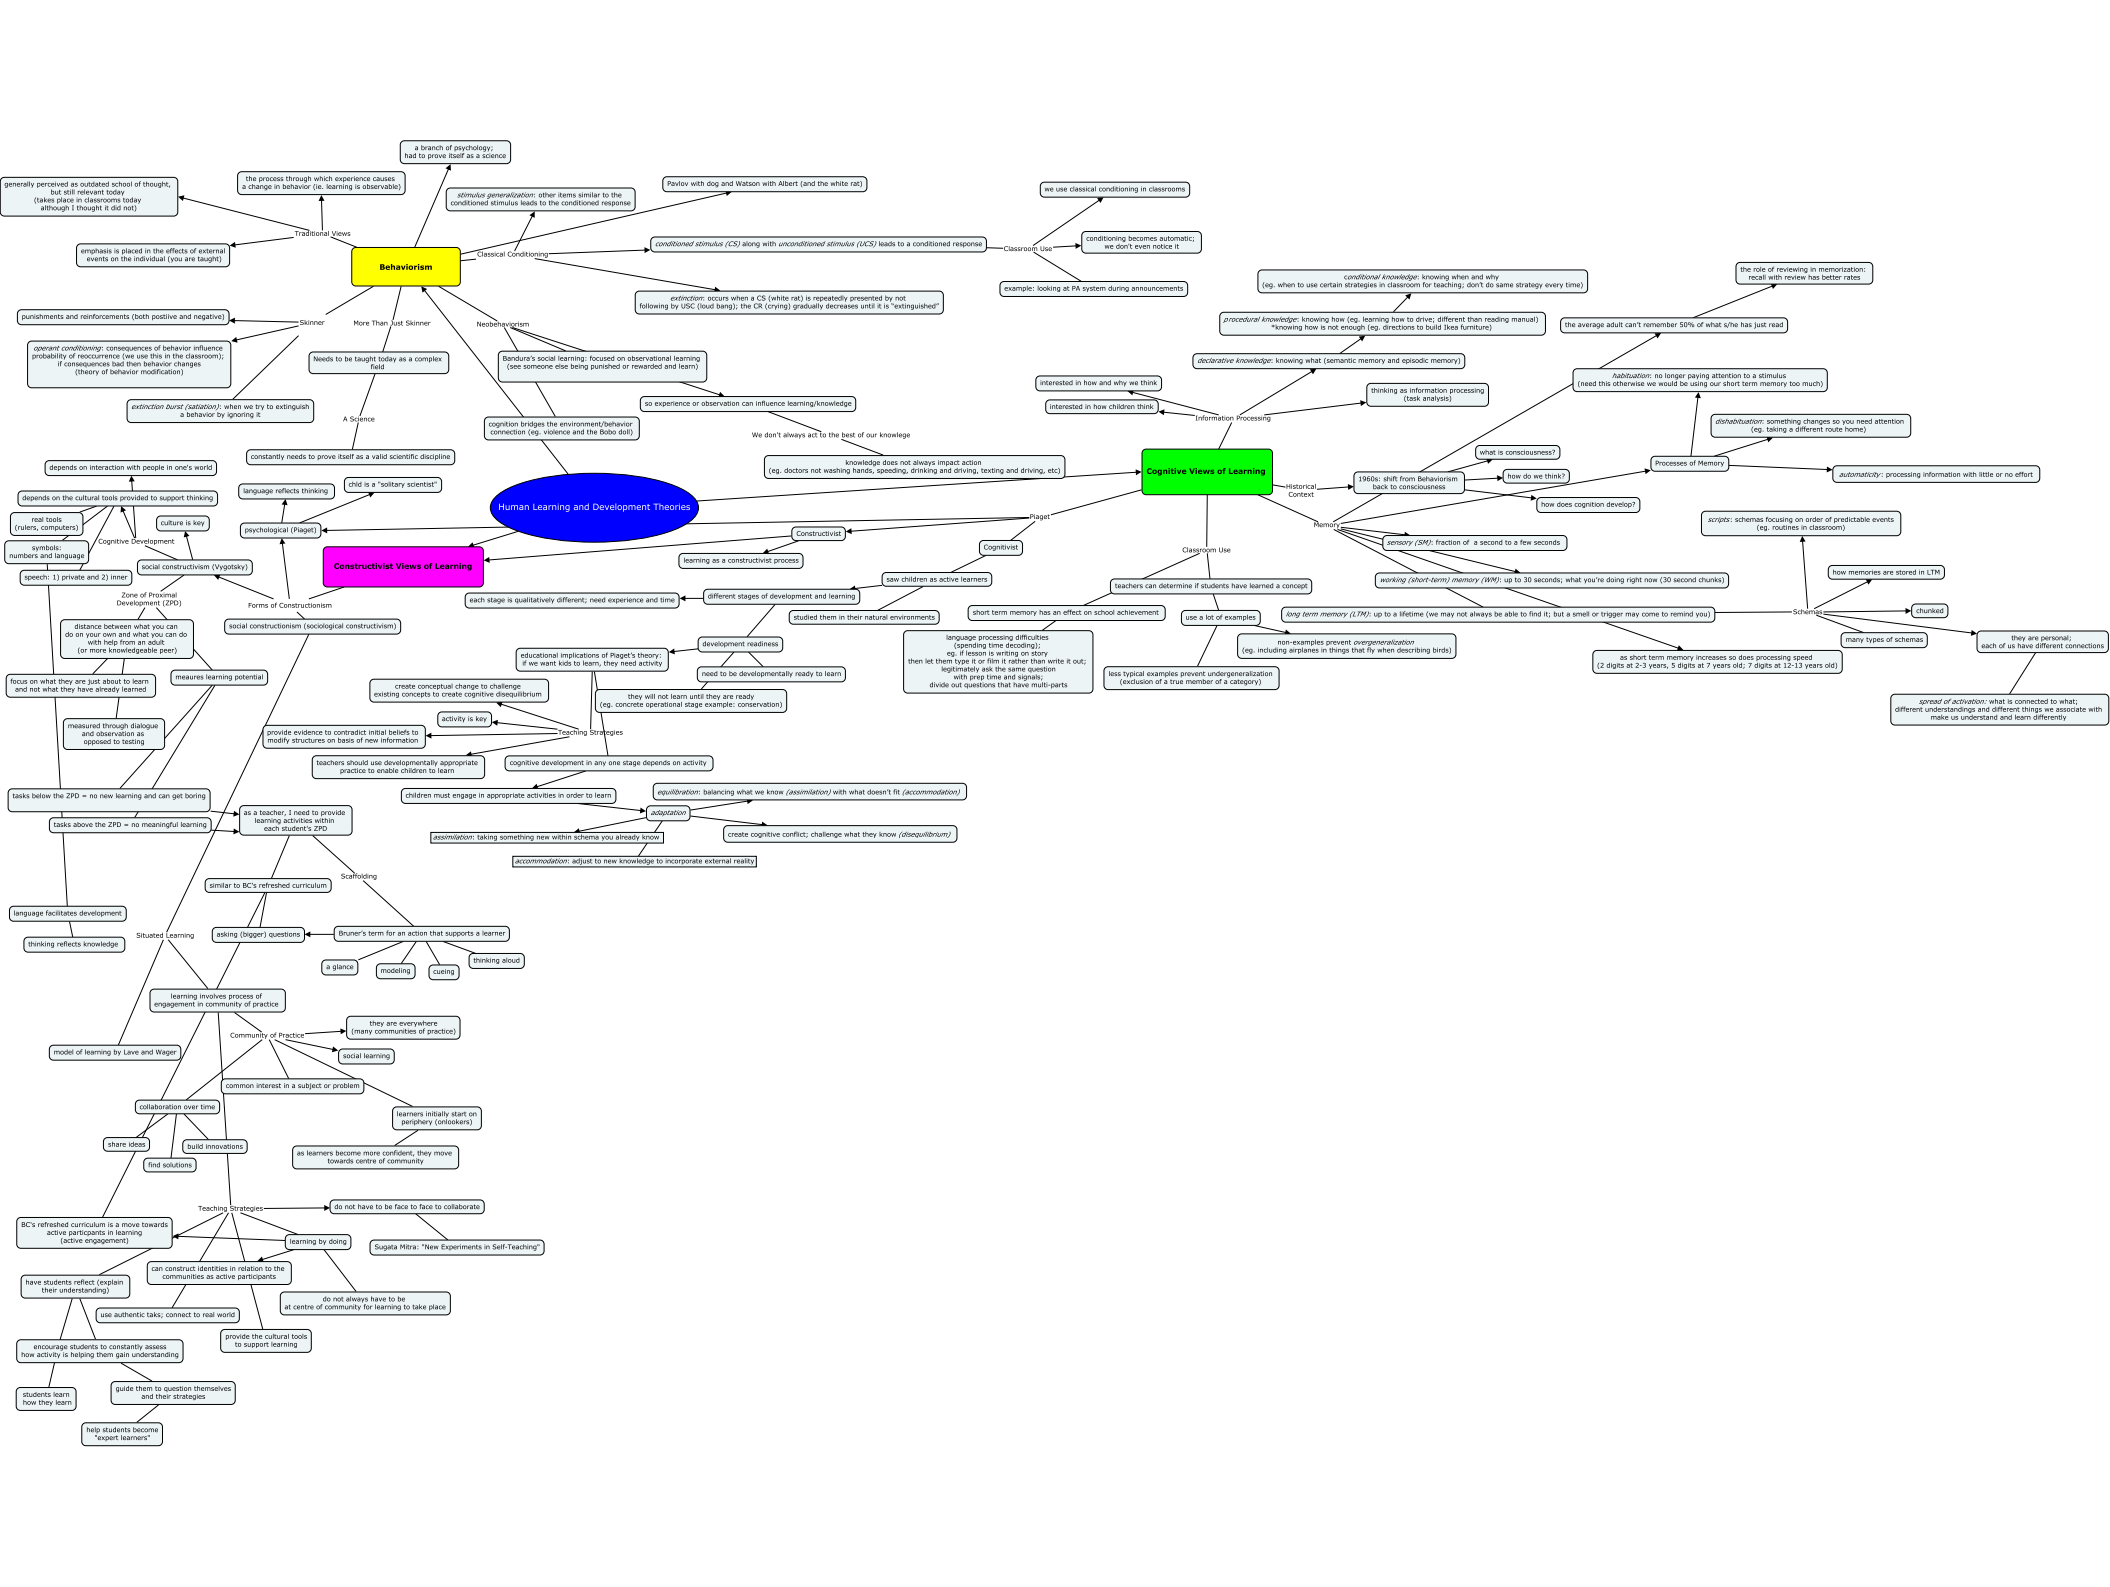 a branch of psychology;
had to prove itself as a science
generally perceived as outdated school of thought,
but still relevant today
(takes place in classrooms today
although I thought it did not)
the process through which experience causes
a change in behavior (ie. learning is observable)
stimulus generalization: other items similar to the
conditioned stimulus leads to the conditioned response
Pavlov with dog and Watson with Albert (and the white rat)
Traditional Views
emphasis is placed in the effects of external
events on the individual (you are taught)
Behaviorism
Classical Conditioning
conditioned stimulus (CS) along with unconditioned stimulus (UCS) leads to a conditioned response
Classroom Use
we use classical conditioning in classrooms
conditioning becomes automatic;
we don't even notice it
example: looking at PA system during announcements
extinction: occurs when a CS (white rat) is repeatedly presented by not
following by USC (loud bang); the CR (crying) gradually decreases until it is "extinguished"
punishments and reinforcements (both postiive and negative)
Skinner
operant conditioning: consequences of behavior influence
probability of reoccurrence (we use this in the classroom);
if consequences bad then behavior changes
(theory of behavior modification)
extinction burst (satiation): when we try to extinguish
a behavior by ignoring it
More Than Just Skinner
Needs to be taught today as a complex
field
A Science
constantly needs to prove itself as a valid scientific discipline
Neobehaviorism
Bandura's social learning: focused on observational learning
(see someone else being punished or rewarded and learn)
so experience or observation can influence learning/knowledge
cognition bridges the environment/behavior
connection (eg. violence and the Bobo doll)
We don't always act to the best of our knowlege
knowledge does not always impact action
(eg. doctors not washing hands, speeding, drinking and driving, texting and driving, etc)
Human Learning and Development Theories
conditional knowledge: knowing when and why
(eg. when to use certain strategies in classroom for teaching; don't do same strategy every time)
procedural knowledge: knowing how (eg. learning how to drive; different than reading manual)
*knowing how is not enough (eg. directions to build Ikea furniture)
declarative knowledge: knowing what (semantic memory and episodic memory)
interested in how and why we think
interested in how children think
thinking as information processing
(task analysis)
Information Processing
Cognitive Views of Learning
Historical
Context
1960s: shift from Behaviorism
back to consciousness
what is consciousness?
how do we think?
how does cognition develop?
the role of reviewing in memorization:
recall with review has better rates
the average adult can't remember 50% of what s/he has just read
habituation: no longer paying attention to a stimulus
(need this otherwise we would be using our short term memory too much)
dishabituation: something changes so you need attention
(eg. taking a different route home)
Processes of Memory
automaticity: processing information with little or no effort
Memory
sensory (SM): fraction of  a second to a few seconds
working (short-term) memory (WM): up to 30 seconds; what you're doing right now (30 second chunks)
long term memory (LTM): up to a lifetime (we may not always be able to find it; but a smell or trigger may come to remind you)
as short term memory increases so does processing speed
(2 digits at 2-3 years, 5 digits at 7 years old; 7 digits at 12-13 years old)
scripts: schemas focusing on order of predictable events
(eg. routines in classroom)
how memories are stored in LTM
Schemas
chunked
many types of schemas
they are personal;
each of us have different connections
spread of activation: what is connected to what;
different understandings and different things we associate with
make us understand and learn differently
Classroom Use
teachers can determine if students have learned a concept
short term memory has an effect on school achievement
language processing difficulties
(spending time decoding);
eg. if lesson is writing on story
then let them type it or film it rather than write it out;
legitimately ask the same question
with prep time and signals;
divide out questions that have multi-parts
use a lot of examples
non-examples prevent overgeneralization
(eg. including airplanes in things that fly when describing birds)
less typical examples prevent undergeneralization
(exclusion of a true member of a category)
Piaget
Constructivist
learning as a constructivist process
Cognitivist
saw children as active learners
studied them in their natural environments
different stages of development and learning
each stage is qualitatively different; need experience and time
development readiness
need to be developmentally ready to learn
they will not learn until they are ready
(eg. concrete operational stage example: conservation)
educational implications of Piaget's theory:
if we want kids to learn, they need activity
create conceptual change to challenge
existing concepts to create cognitive disequilibrium
activity is key
provide evidence to contradict initial beliefs to
modify structures on basis of new information
Teaching Strategies
teachers should use developmentally appropriate
practice to enable children to learn
cognitive development in any one stage depends on activity
children must engage in appropriate activities in order to learn
adaptation
equilibration: balancing what we know (assimilation) with what doesn't fit (accommodation)
create cognitive conflict; challenge what they know (disequilibrium)
assimilation: taking something new within schema you already know
accommodation: adjust to new knowledge to incorporate external reality
Constructivist Views of Learning
Forms of Constructionism
psychological (Piaget)
language reflects thinking
chld is a "solitary scientist"
social constructivism (Vygotsky)
culture is key
Cognitive Development
depends on interaction with people in one's world
depends on the cultural tools provided to support thinking
real tools
(rulers, computers)
symbols:
numbers and language
speech: 1) private and 2) inner
Zone of Proximal
Development (ZPD)
distance between what you can
do on your own and what you can do
with help from an adult
(or more knowledgeable peer)
focus on what they are just about to learn
and not what they have already learned
meaures learning potential
measured through dialogue
and observation as
opposed to testing
tasks below the ZPD = no new learning and can get boring
tasks above the ZPD = no meaningful learning
as a teacher, I need to provide
learning activities within
each student's ZPD
similar to BC's refreshed curriculum
Scaffolding
Bruner's term for an action that supports a learner
asking (bigger) questions
a glance
modeling
cueing
thinking aloud
language facilitates development
thinking reflects knowledge
social constructionism (sociological constructivism)
Situated Learning
learning involves process of
engagement in community of practice
model of learning by Lave and Wager
Community of Practice
they are everywhere
(many communities of practice)
social learning
common interest in a subject or problem
collaboration over time
share ideas
find solutions
build innovations
learners initially start on
periphery (onlookers)
as learners become more confident, they move
towards centre of community
Teaching Strategies
do not have to be face to face to collaborate
Sugata Mitra: "New Experiments in Self-Teaching"
BC's refreshed curriculum is a move towards
active particpants in learning
(active engagement)
learning by doing
can construct identities in relation to the
communities as active participants
do not always have to be
at centre of community for learning to take place
have students reflect (explain
their understanding)
use authentic taks; connect to real world
provide the cultural tools
to support learning
encourage students to constantly assess
how activity is helping them gain understanding
students learn
how they learn
guide them to question themselves
and their strategies
help students become
"expert learners"